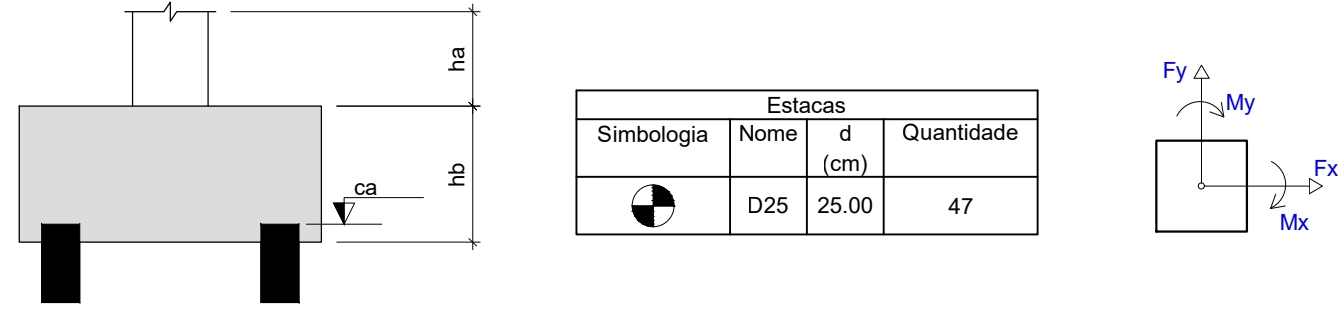 ha
hb
ca
Estacas
Simbologia Nome d (cm) Quantidade
D25 25.00 47
Fy
My
Fx
Mx